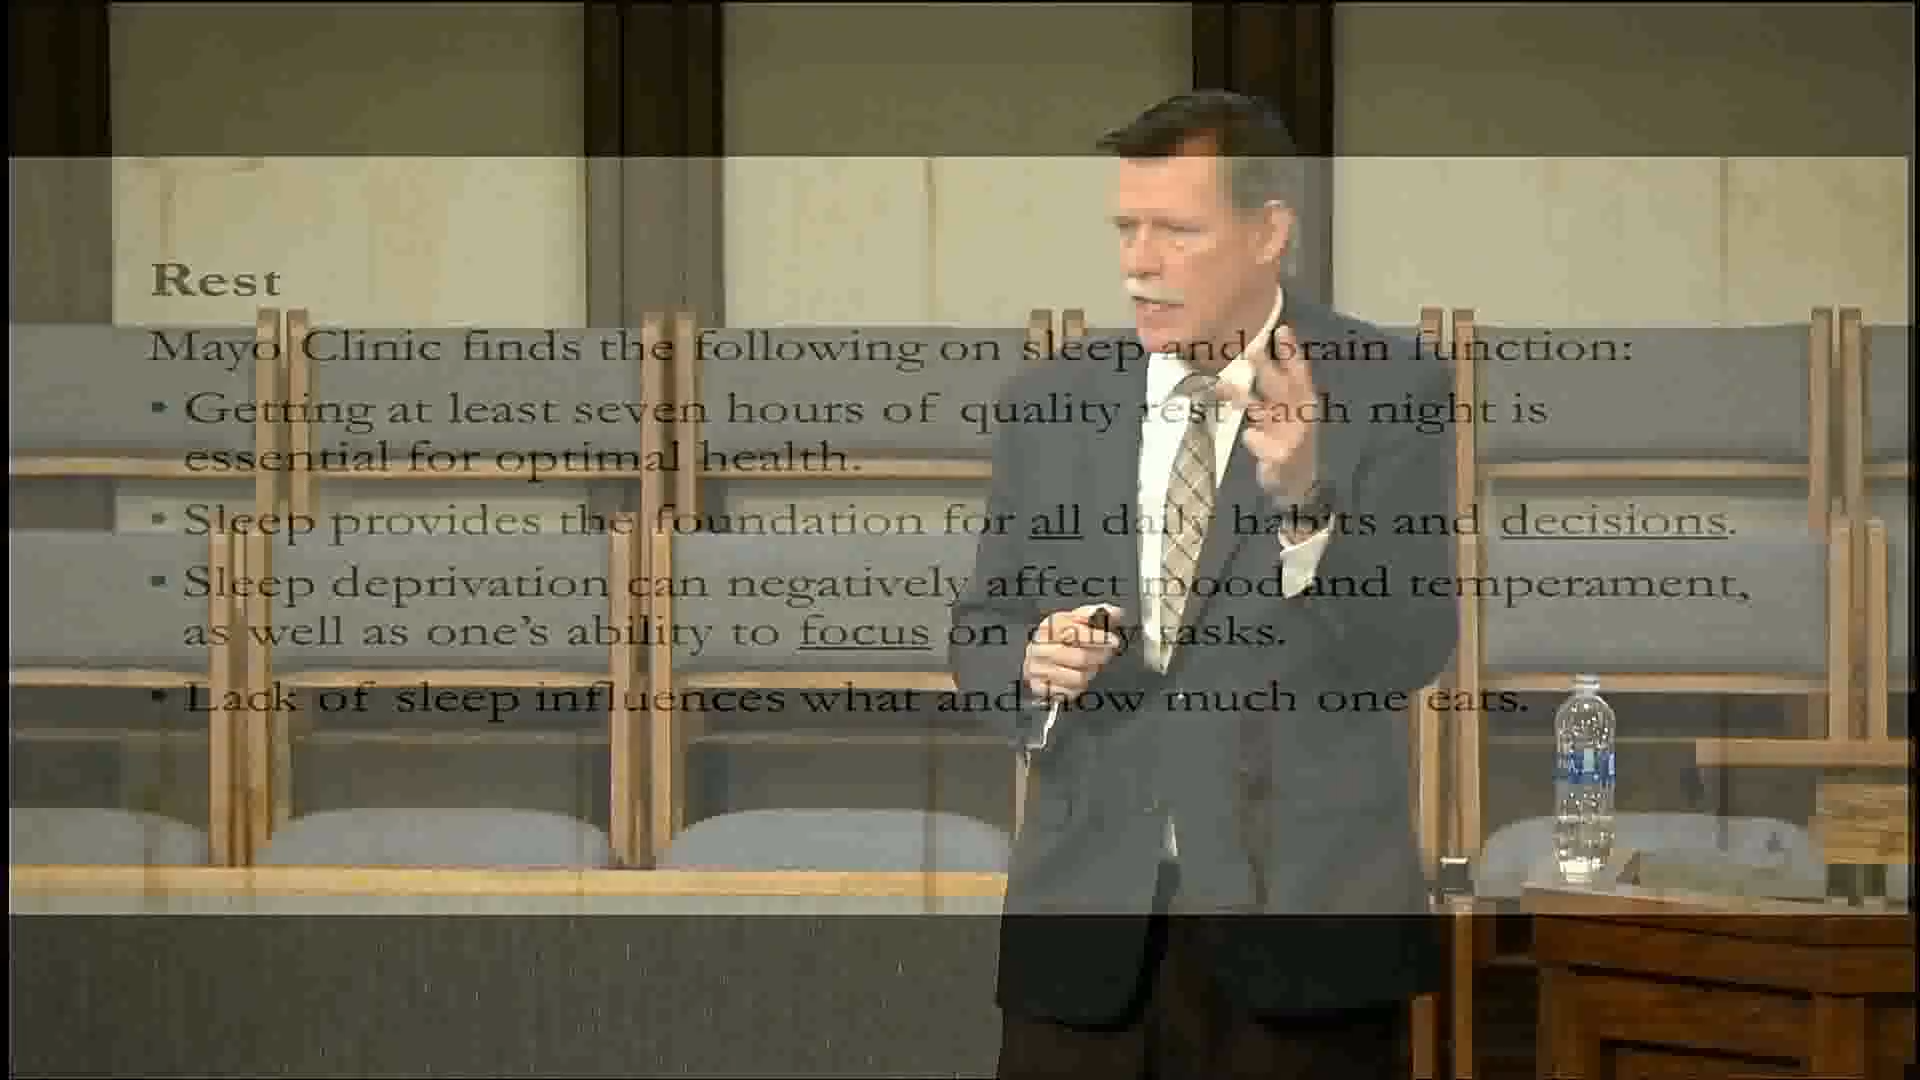 Rest
Mayo Clinic finds the following on sleep and brain function:
▪ Getting at least seven hours of quality rest each night is
essential for optimal health.
▪ Sleep provides the foundation for all daily habits and decisions.
▪ Sleep deprivation can negatively affect mood and temperament,
as well as one’s ability to focus on daily tasks.
▪ Lack of sleep influences what and how much one eats.